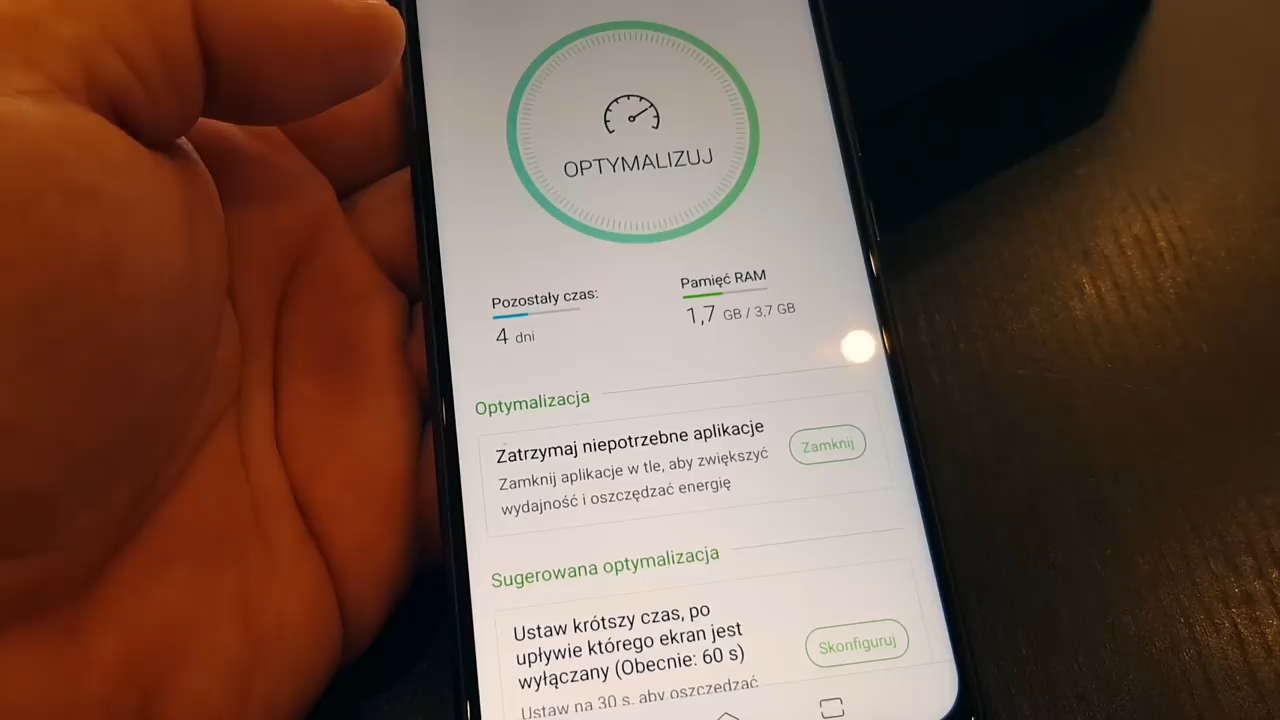 OPTYMALIZUJ
Pozostały czas:
4 dni
Pamięć RAM
1,7 GB / 3,7 GB
Optymalizacja
Zatrzymaj niepotrzebne aplikacje
Zamknij aplikacje w tle, aby zwiększyć
wydajność i oszczędzać energię
Zamknij
Sugerowana optymalizacja
Ustaw krótszy czas, po
upływie którego ekran jest
wyłączany (Obecnie: 60 s)
Skonfiguruj
Ustaw na 30 s, aby oszczędzać